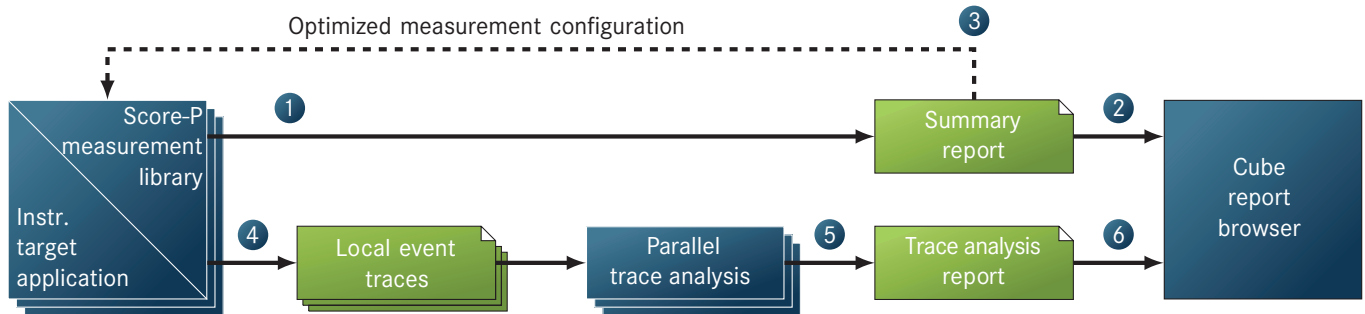 Optimized measurement configuration
3
Score-P
measurement
library
Instr.
target
application
1
Summary
report
2
Cube
report
browser
4
Local event
traces
Parallel
trace analysis
5
Trace analysis
report
6